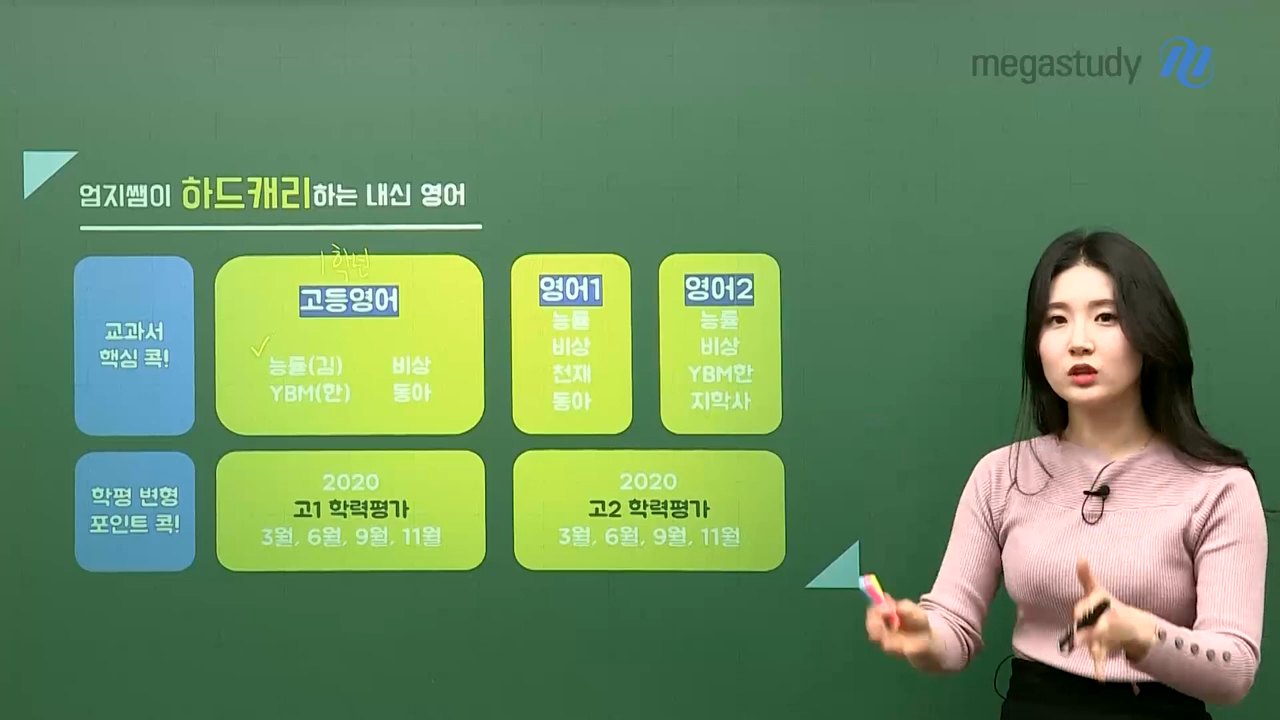 megastudy
엄지쌤이 하드캐리하는 내신 영어
교과서
핵심 콕!
1학년
고등영어
능률(김) 비상
YBM(한) 동아
영어1
능률
비상
천재
동아
영어2
능률
비상
YBM한
지학사
학평 변형
포인트 콕!
2020
고1 학력평가
3월, 6월, 9월, 11월
2020
고2 학력평가
3월, 6월, 9월, 11월